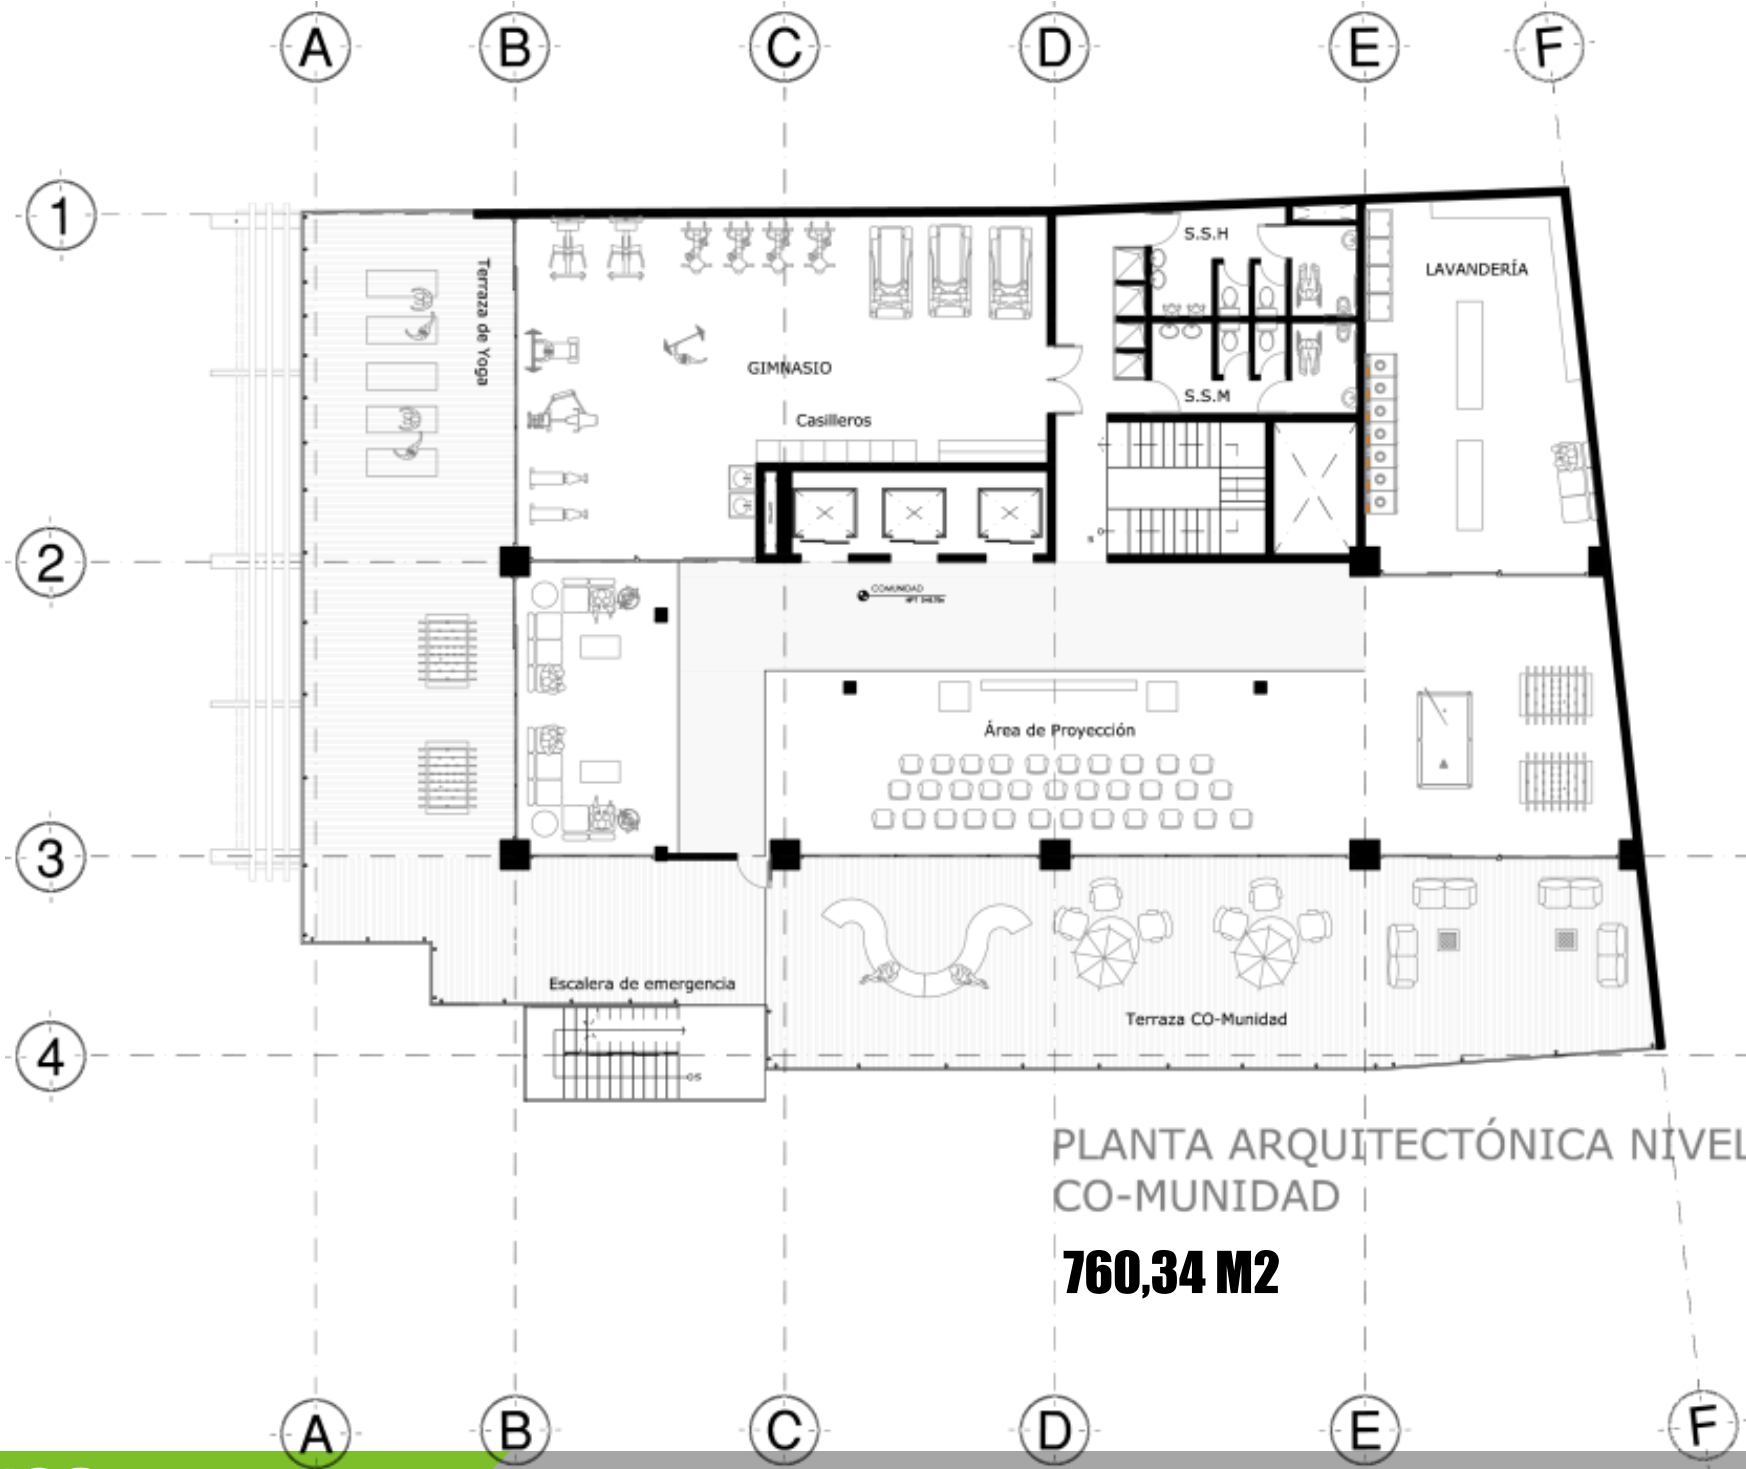 A B C D E F
1
S.S.H
Terraza de Yoga
LAVANDERÍA
GIMNASIO
S.S.M
Casilleros
2
COMUNIDAD
Área de Proyección
3
Escalera de emergencia
Terraza CO-Munidad
4
PLANTA ARQUITECTÓNICA NIVEL
CO-MUNIDAD
760,34 M2
A B C D E F